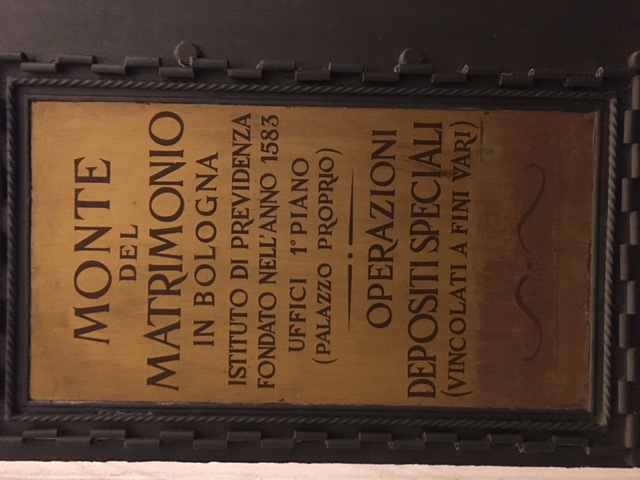 MONTE
DEL
MATRIMONIO
IN BOLOGNA
ISTITUTO DI PREVIDENZA
FONDATO NELL'ANNO 1583
UFFICI 1° PIANO
(PALAZZO PROPRIO)
OPERAZIONI
DEPOSITI SPECIALI
(VINCOLATI A FINI VARI)